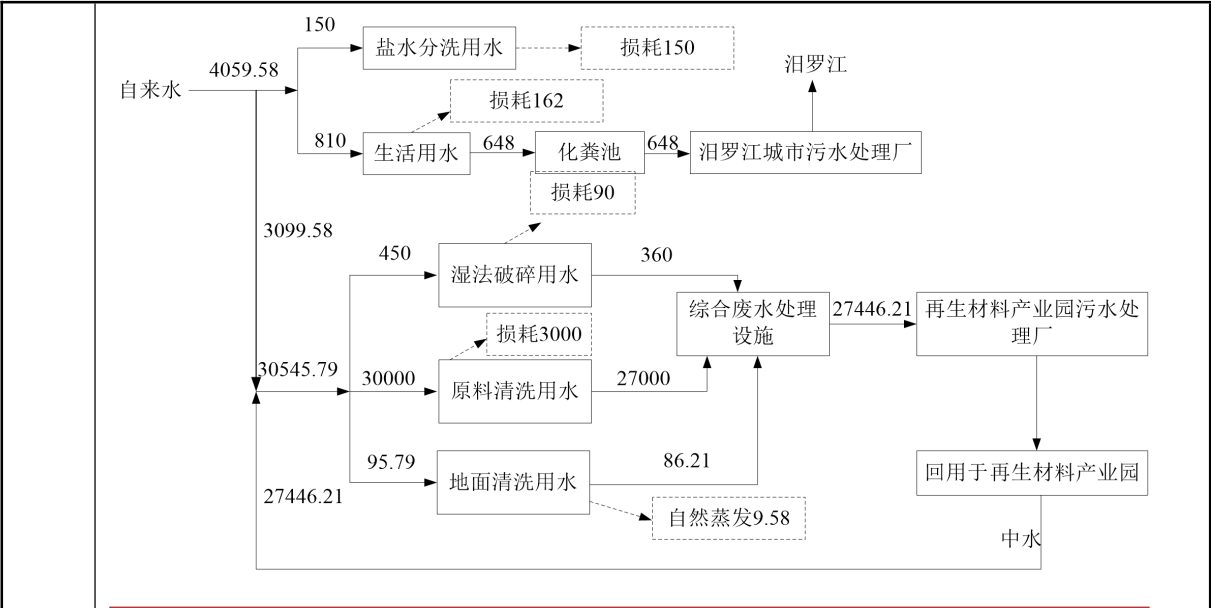 150
盐水分洗用水
损耗150
自来水
4059.58
汨罗江
损耗162
810
生活用水
648
化粪池
648
汨罗江城市污水处理厂
损耗90
3099.58
450
湿法破碎用水
360
综合废水处理
设施
27446.21
再生材料产业园污水处
理厂
损耗3000
30545.79
30000
原料清洗用水
27000
95.79
地面清洗用水
86.21
回用于再生材料产业园
27446.21
自然蒸发9.58
中水